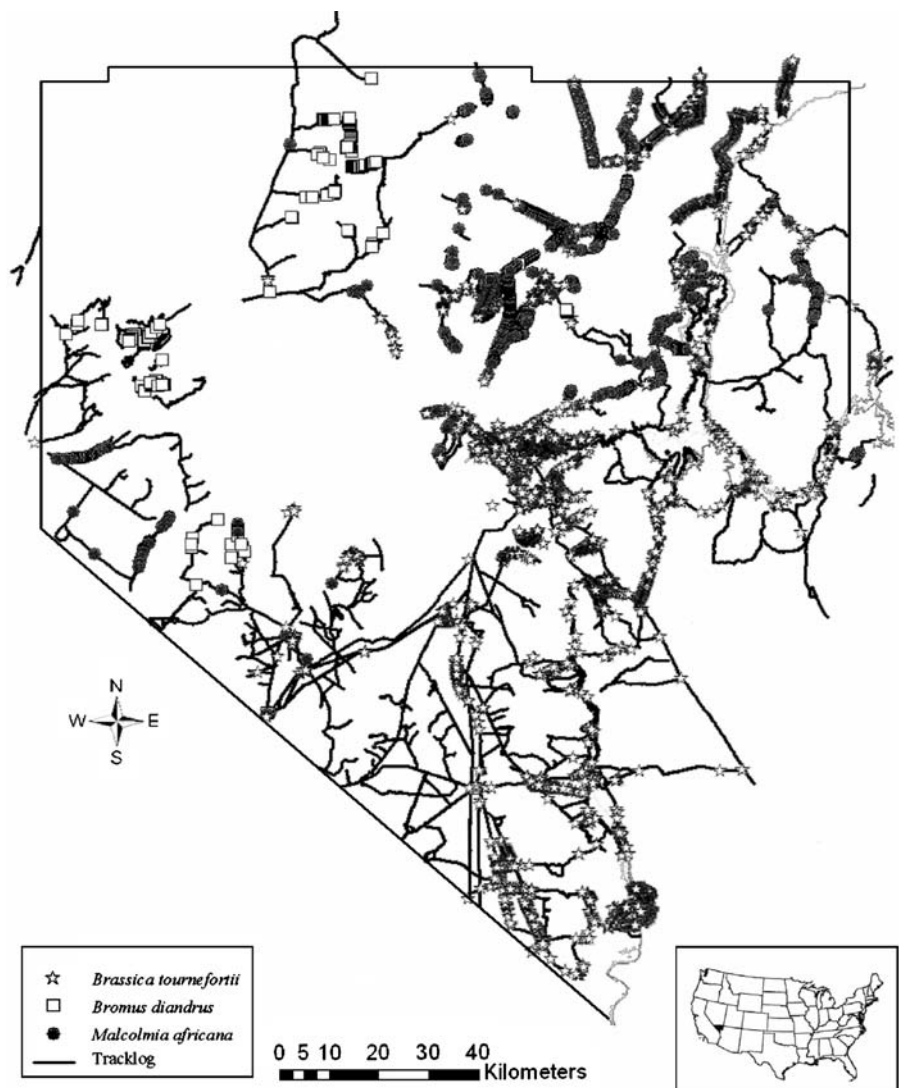 N
W E
S
Brassica tournefortii
Bromus diandrus
Malcolmia africana
Tracklog
0 5 10 20 30 40
Kilometers